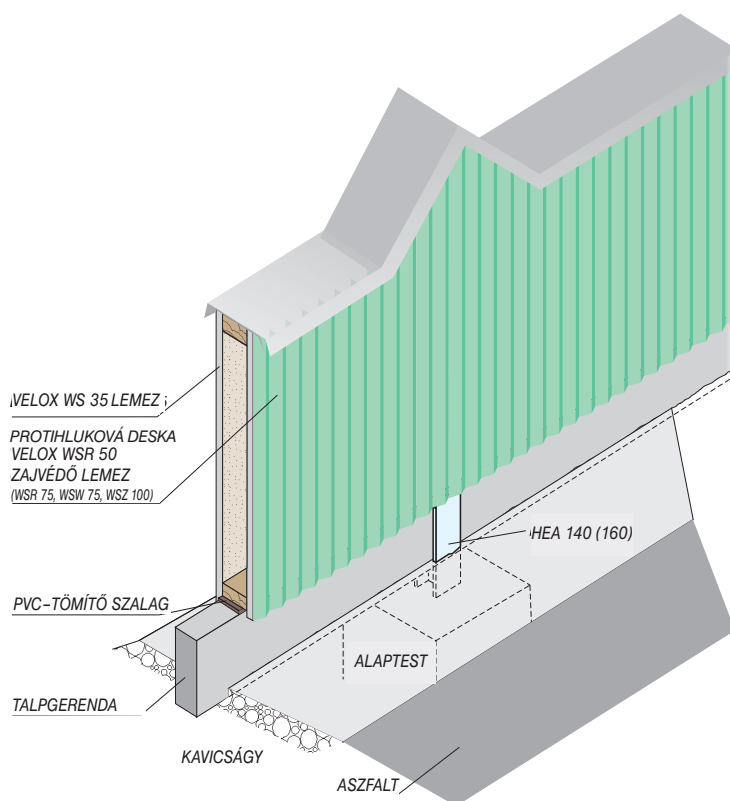 VELOX WS 35 LEMEZ
PROTIHLUKOVÁ DESKA
VELOX WSR 50
ZAJVÉDŐ LEMEZ
(WSR 75, WSW 75, WSZ 100)
HEA 140 (160)
PVC-TÖMÍTŐ SZALAG
ALAPTEST
TALPGERENDA
KAVICSÁGY
ASZFALT